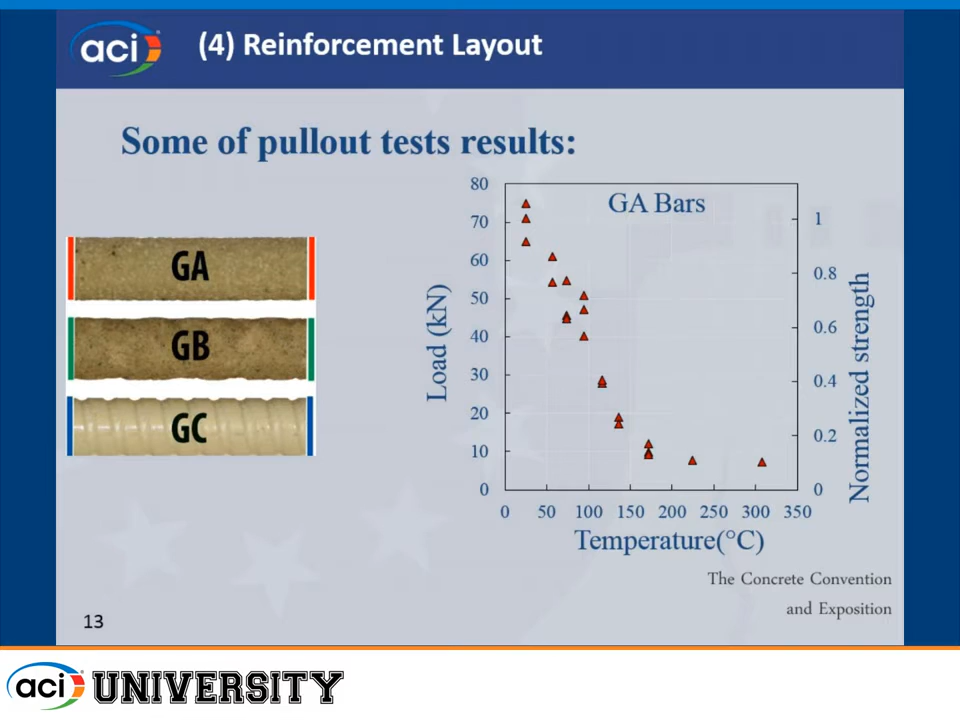 aci
(4) Reinforcement Layout
Some of pullout tests results:
GA
GB
GC
GA Bars
Load (kN)
80
70
60
50
40
30
20
10
0
1
0.8
0.6
0.4
0.2
0
Normalized strength
0 50 100 150 200 250 300 350
Temperature(°C)
The Concrete Convention
and Exposition
13
aci UNIVERSITY